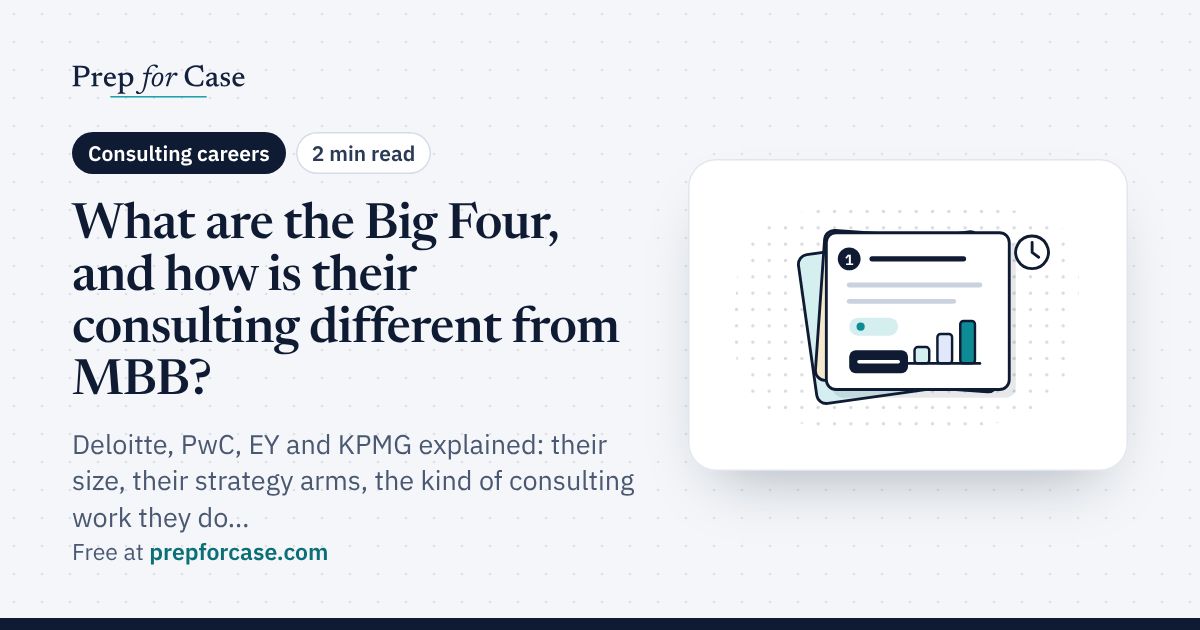 Prep for Case
Consulting careers
2 min read
What are the Big Four,
and how is their
consulting different from
MBB?
Deloitte, PwC, EY and KPMG explained: their
size, their strategy arms, the kind of consulting
work they do...
Free at prepforcase.com
1